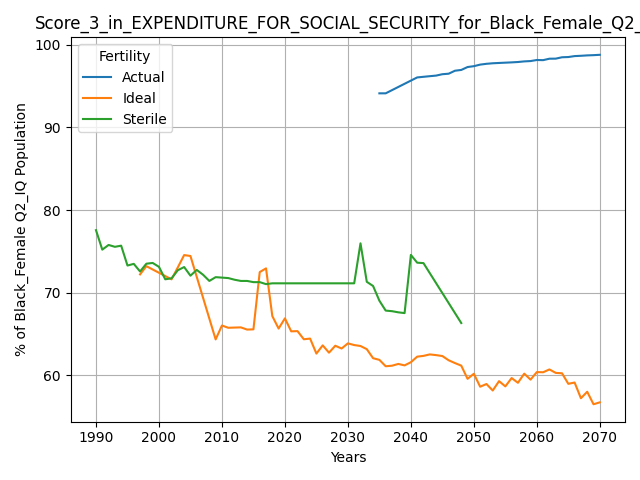 Score_3_in_EXPENDITURE_FOR_SOCIAL_SECURITY_for_Black_Female_Q2_
Fertility
Actual
Ideal
Sterile
% of Black_Female Q2_IQ Population
100
90
80
70
60
1990 2000 2010 2020 2030 2040 2050 2060 2070
Years